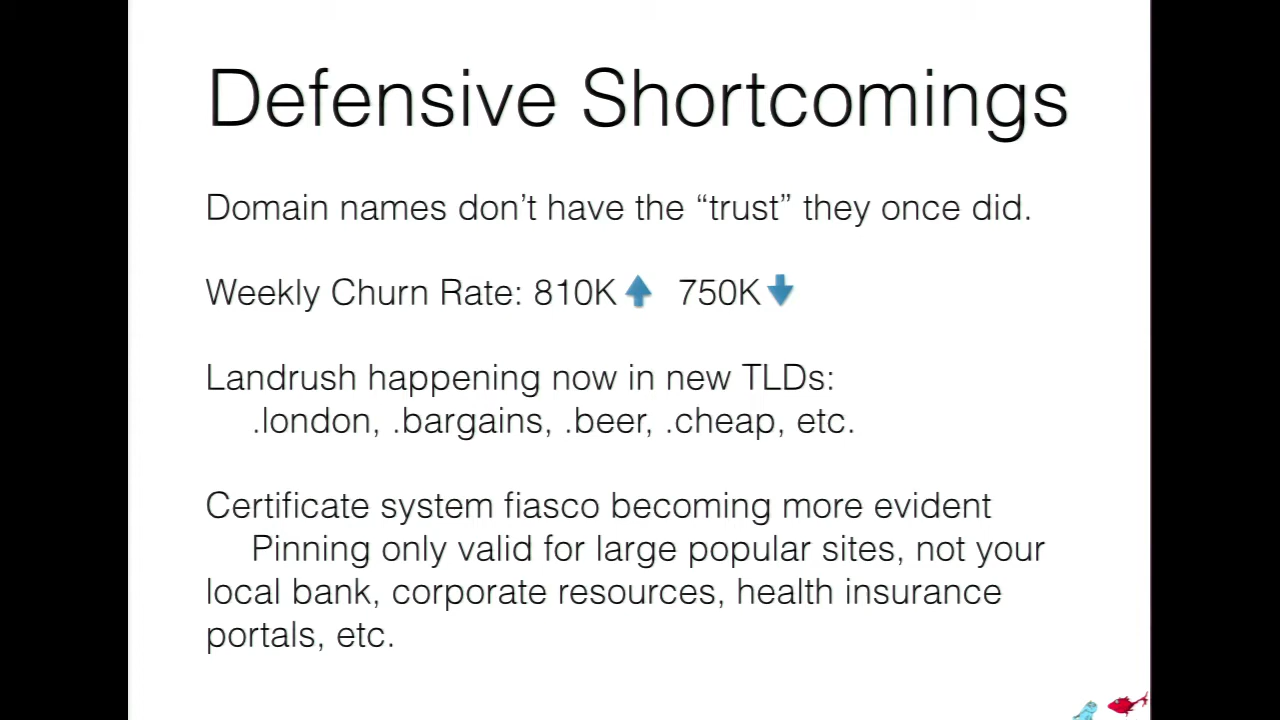 Defensive Shortcomings
Domain names don’t have the “trust” they once did.
Weekly Churn Rate: 810K 750K
Landrush happening now in new TLDs:
.london, .bargains, .beer, .cheap, etc.
Certificate system fiasco becoming more evident
Pinning only valid for large popular sites, not your
local bank, corporate resources, health insurance
portals, etc.